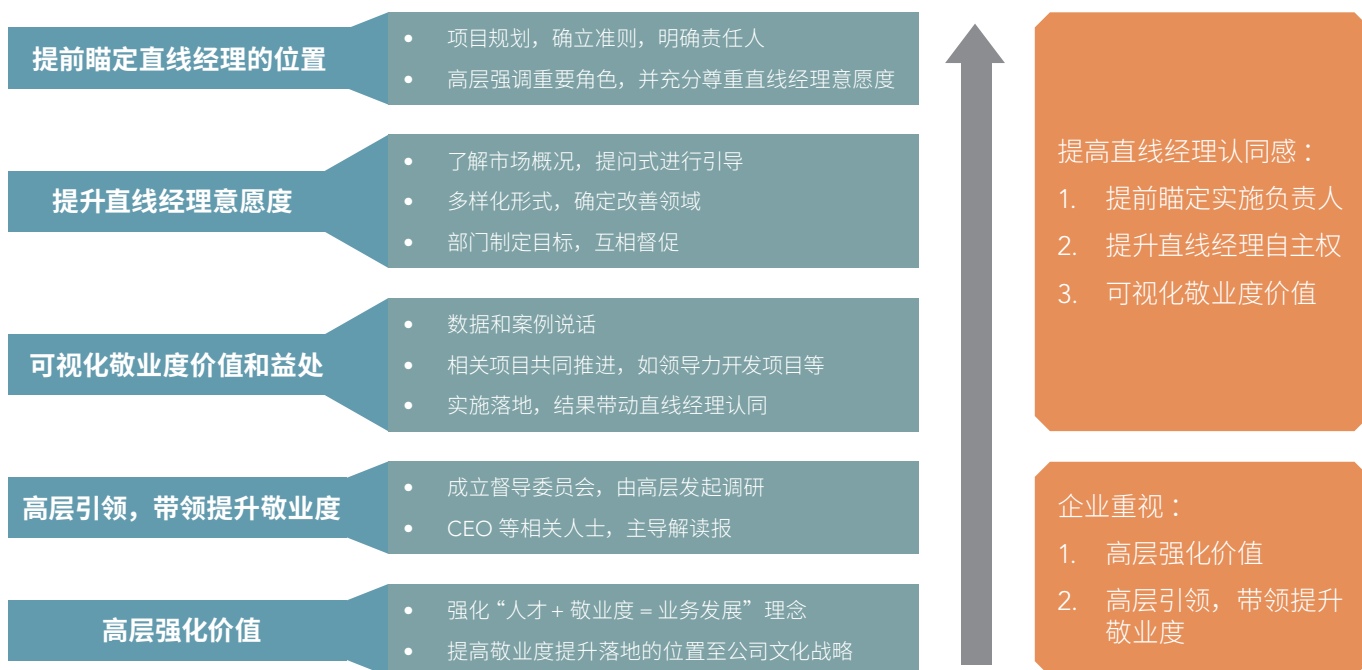 提前瞄定直线经理的位置
• 项目规划，确立准则，明确责任人
• 高层强调重要角色，并充分尊重直线经理意愿度
提升直线经理意愿度
• 了解市场概况，提问式进行引导
• 多样化形式，确定改善领域
• 部门制定目标，互相督促
可视化敬业度价值和益处
• 数据和案例说话
• 相关项目共同推进，如领导力开发项目等
• 实施落地，结果带动直线经理认同
高层引领，带领提升敬业度
• 成立督导委员会，由高层发起调研
• CEO 等相关人士，主导解读报
高层强化价值
• 强化“人才 + 敬业度 = 业务发展”理念
• 提高敬业度提升落地的位置至公司文化战略
提高直线经理认同感：
1. 提前瞄定实施负责人
2. 提升直线经理自主权
3. 可视化敬业度价值
企业重视：
1. 高层强化价值
2. 高层引领，带领提升
敬业度